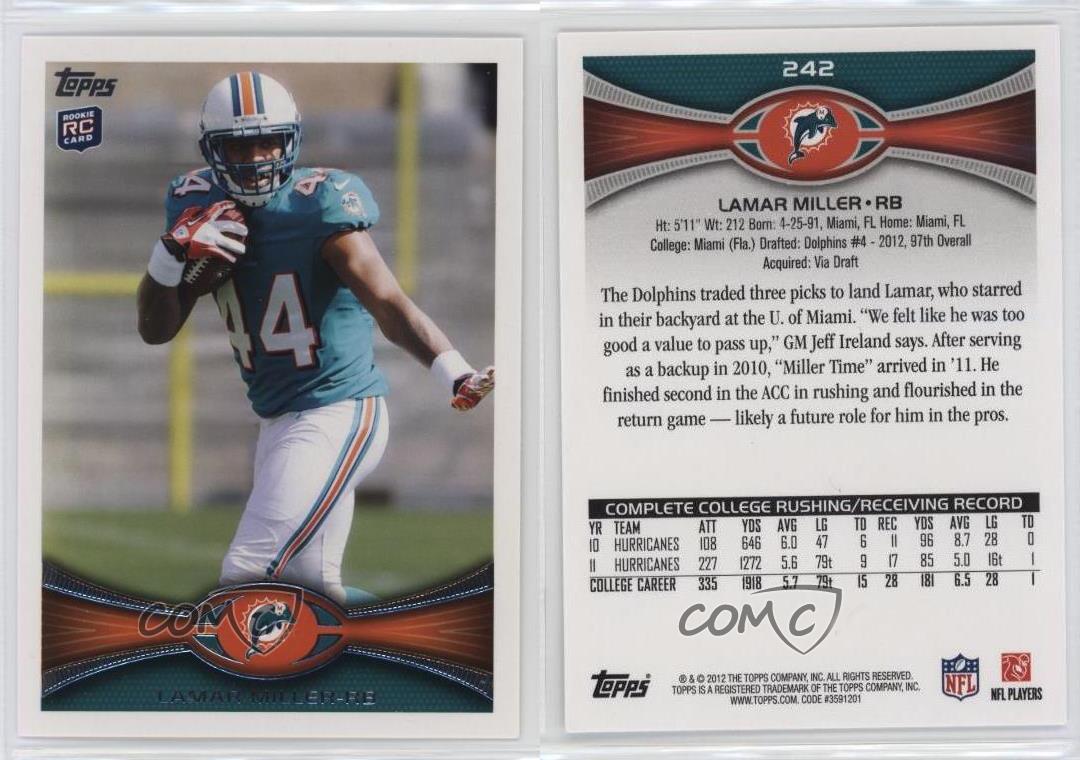 TOPPS
ROOKIE
RC
CARD
44
44
COMC
LAMAR MILLER•RB
242
M
LAMAR MILLER • RB
Ht: 5'11" Wt: 212 Born: 4-25-91, Miami, FL Home: Miami, FL
College: Miami (Fla.) Drafted: Dolphins #4 - 2012, 97th Overall
Acquired: Via Draft
The Dolphins traded three picks to land Lamar, who starred
in their backyard at the U. of Miami. “We felt like he was too
good a value to pass up,” GM Jeff Ireland says. After serving
as a backup in 2010, “Miller Time” arrived in ’11. He
finished second in the ACC in rushing and flourished in the
return game — likely a future role for him in the pros.
COMPLETE COLLEGE RUSHING/RECEIVING RECORD
YR TEAM ATT YDS AVG LG TD REC YDS AVG LG TD
10 HURRICANES 108 646 6.0 47 6 11 96 8.7 28 0
11 HURRICANES 227 1272 5.6 79t 9 17 85 5.0 16t 1
COLLEGE CAREER 335 1918 5.7 79t 15 28 181 6.5 28 1
COMC
TOPPS
® & © 2012 THE TOPPS COMPANY, INC. ALL RIGHTS RESERVED.
TOPPS IS A REGISTERED TRADEMARK OF THE TOPPS COMPANY, INC.
WWW.TOPPS.COM. CODE #3591201
NFL
NFL PLAYERS